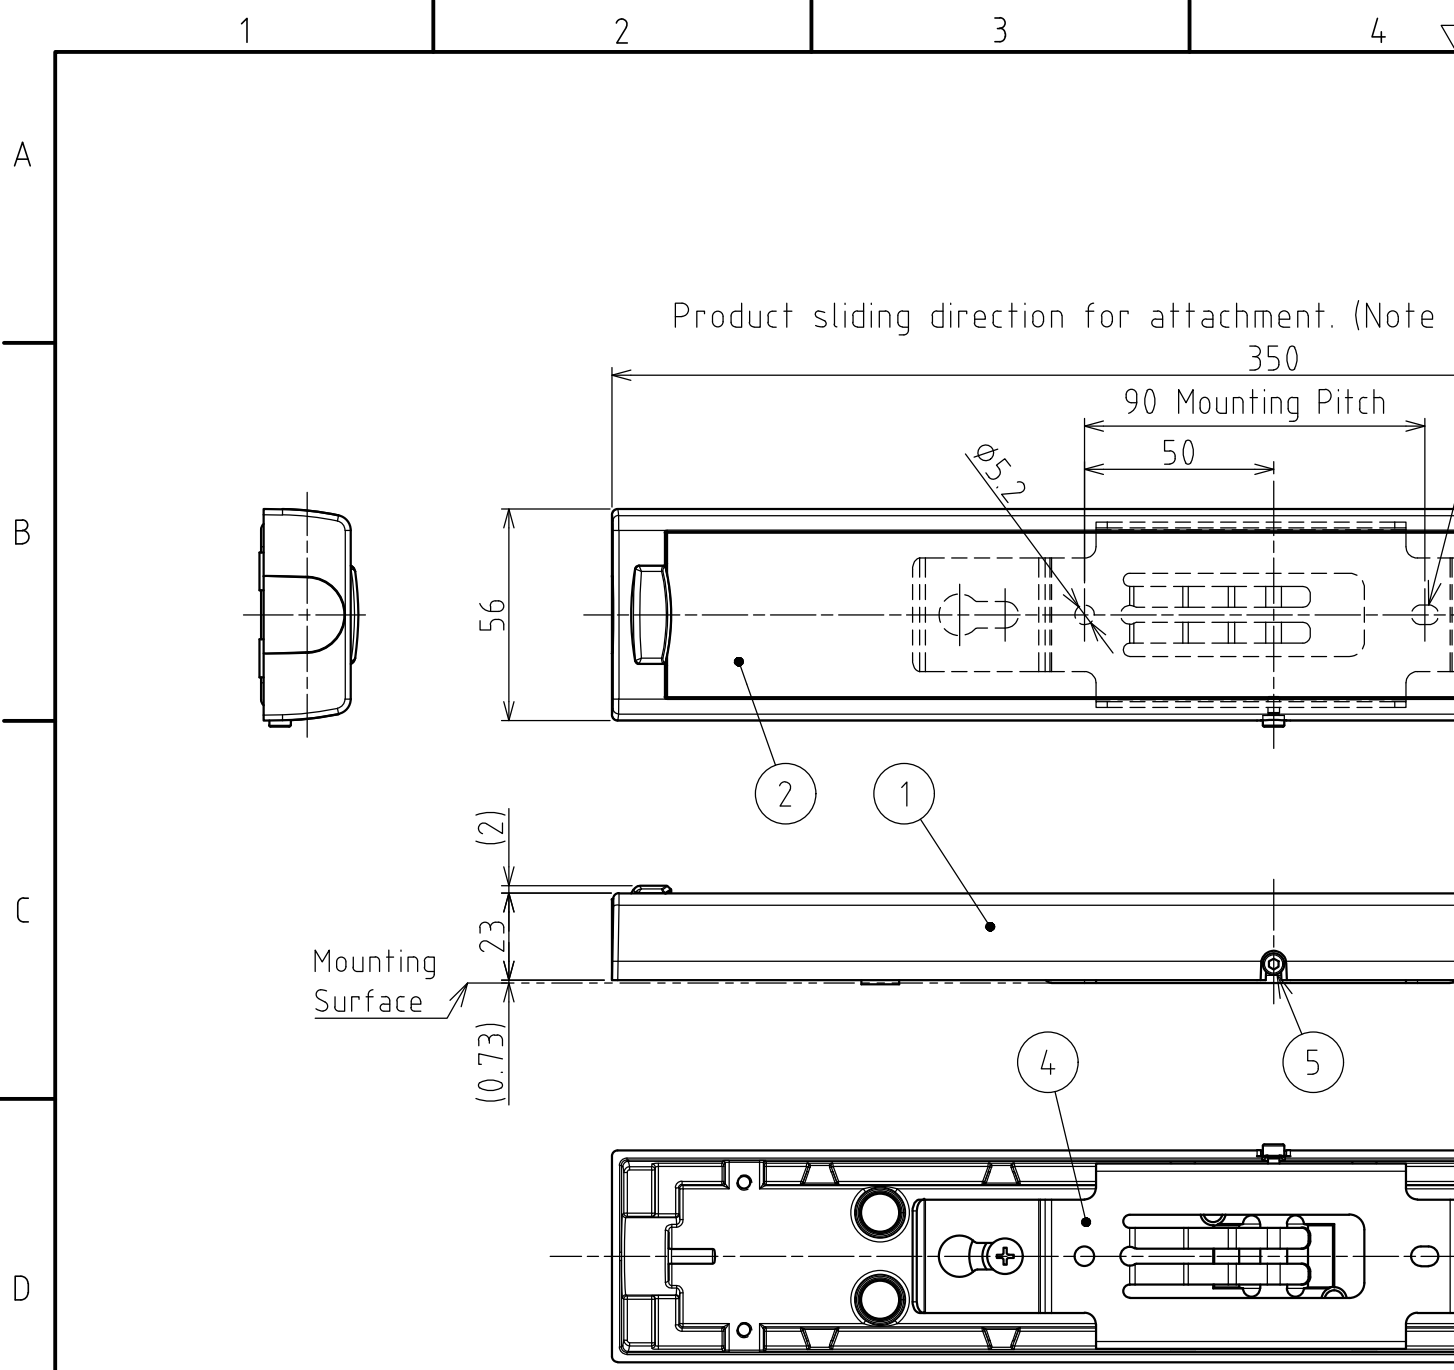 1
2
3
4
A
Product sliding direction for attachment. (Note
350
90 Mounting Pitch
50
ø5.2
B
56
2
1
(2)
C
23
Mounting
Surface
(0.73)
4
5
D